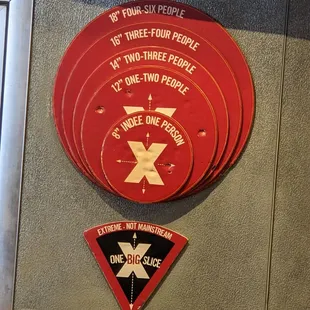 18" FOUR-SIX PEOPLE
16" THREE-FOUR PEOPLE
14" TWO-THREE PEOPLE
12" ONE-TWO PEOPLE
8" INDEE ONE PERSON
X
EXTREME - NOT MAINSTREAM
X
ONE BIG SLICE